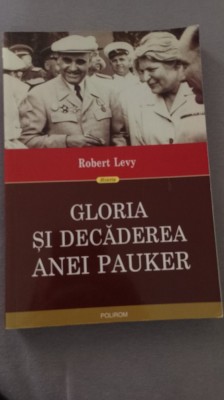 Robert Levy
GLORIA
ȘI DECĂDEREA
ANEI PAUKER
POLIROM